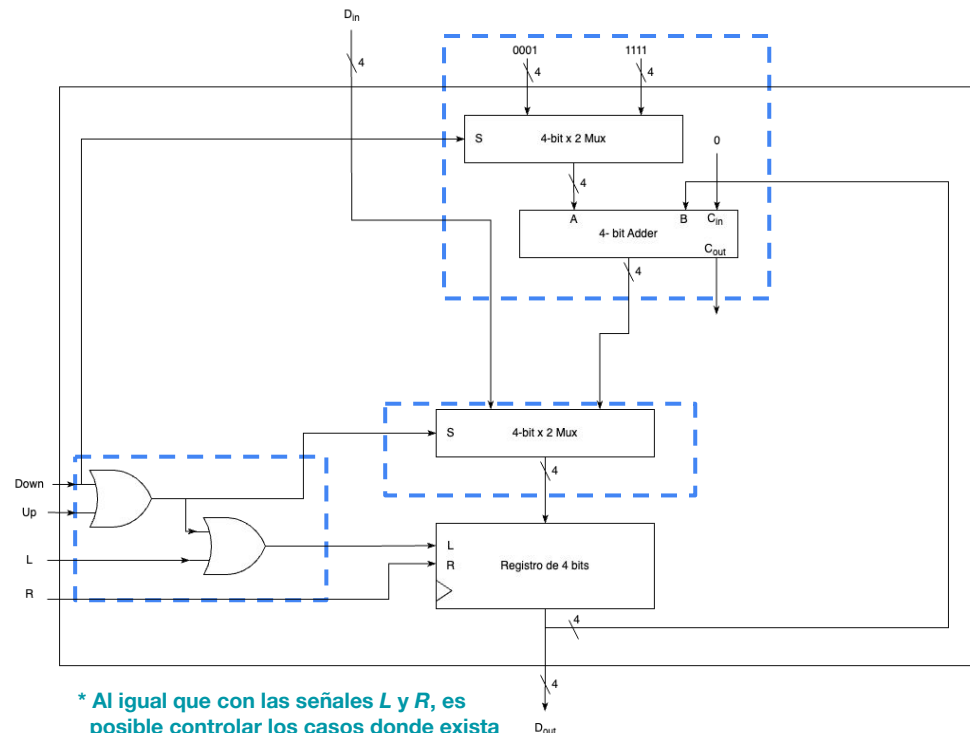 Din
4
0001
1111
4
4
S
4-bit x 2 Mux
0
4
A
B
Cin
4- bit Adder
Cout
4
S
4-bit x 2 Mux
4
Down
Up
L
L
R
Registro de 4 bits
R
4
4
* Al igual que con las señales L y R, es
posible controlar los casos donde exista
Dout